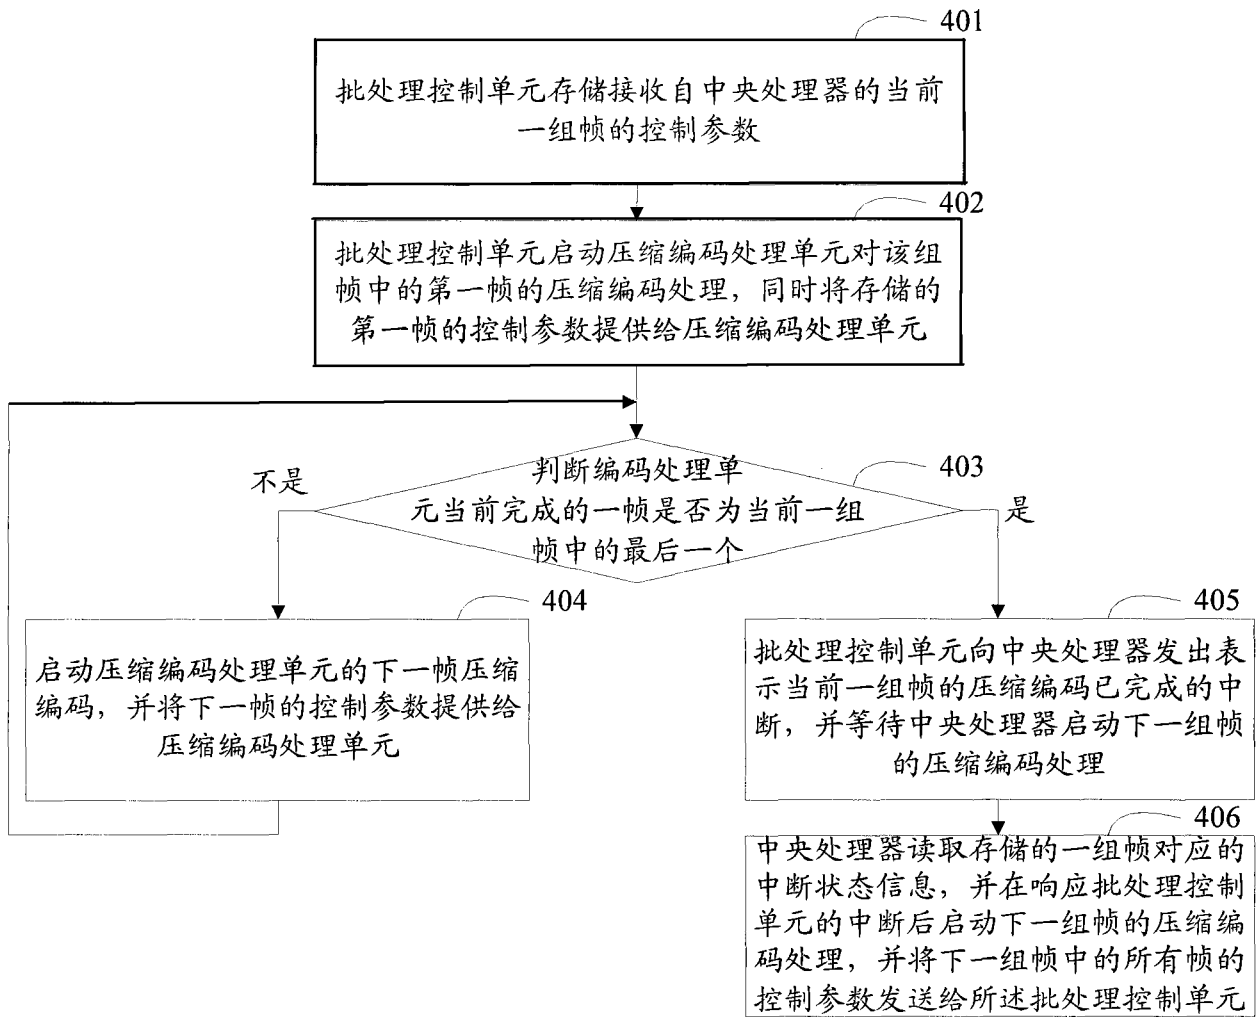 401
批处理控制单元存储接收自中央处理器的当前
一组帧的控制参数
402
批处理控制单元启动压缩编码处理单元对该组
帧中的第一帧的压缩编码处理，同时将存储的
第一帧的控制参数提供给压缩编码处理单元
403
判断编码处理单
元当前完成的一帧是否为当前一组
帧中的最后一个
不是
是
404
启动压缩编码处理单元的下一帧压缩
编码，并将下一帧的控制参数提供给
压缩编码处理单元
405
批处理控制单元向中央处理器发出表
示当前一组帧的压缩编码已完成的中
断，并等待中央处理器启动下一组帧
的压缩编码处理
406
中央处理器读取存储的一组帧对应的
中断状态信息，并在响应批处理控制
单元的中断后启动下一组帧的压缩编
码处理，并将下一组帧中的所有帧的
控制参数发送给所述批处理控制单元